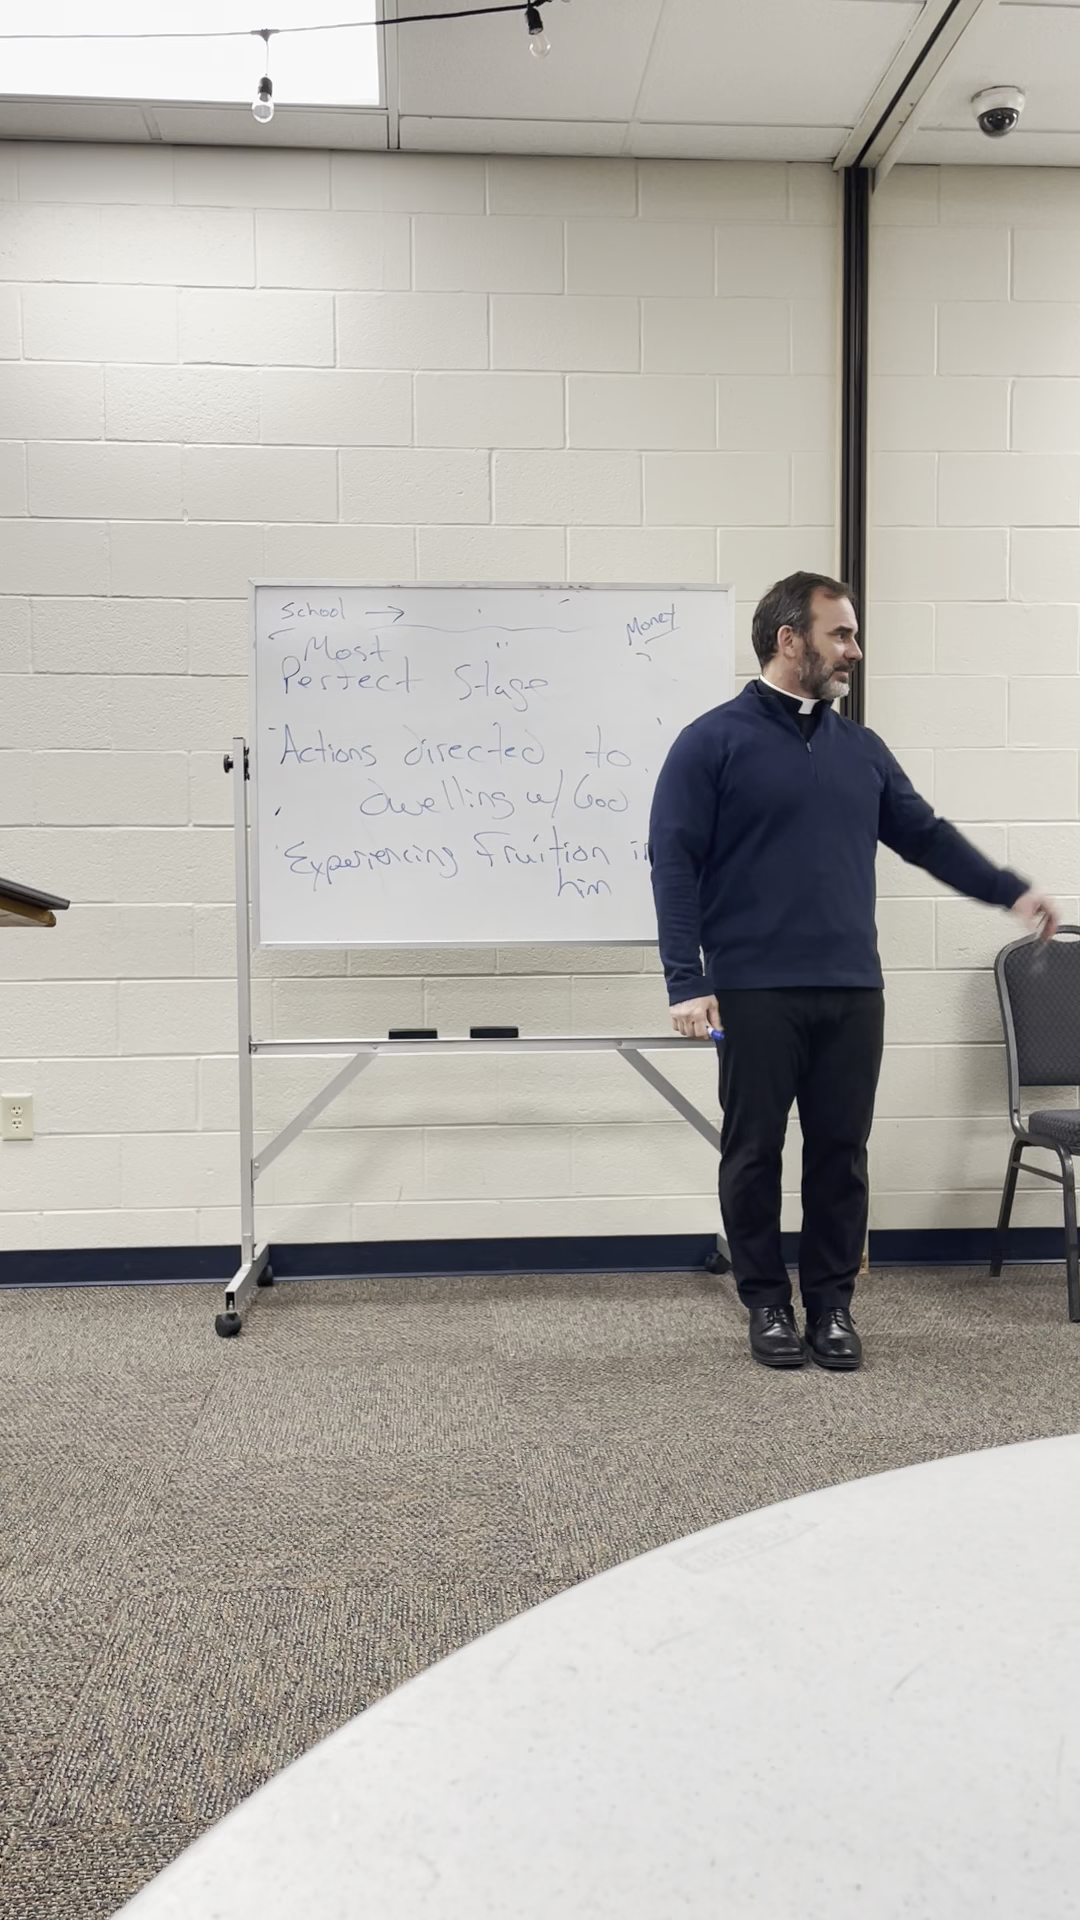 School →
Money
Most
Perfect Stage
Actions directed to
dwelling w/ God
Experiencing Fruition in
him